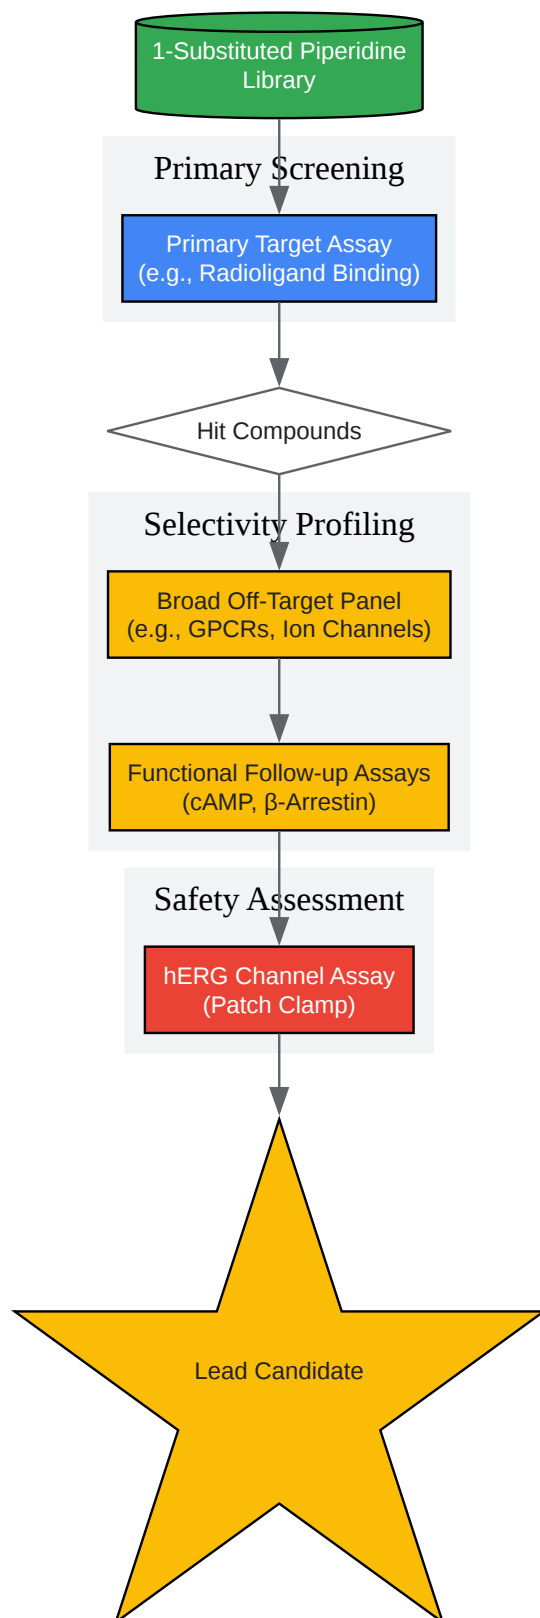 1-Substituted Piperidine
Library
Primary Screening
Primary Target Assay
(e.g., Radioligand Binding)
Hit Compounds
Selectivity Profiling
Broad Off-Target Panel
(e.g., GPCRs, Ion Channels)
Functional Follow-up Assays
(cAMP, β-Arrestin)
Safety Assessment
hERG Channel Assay
(Patch Clamp)
Lead Candidate